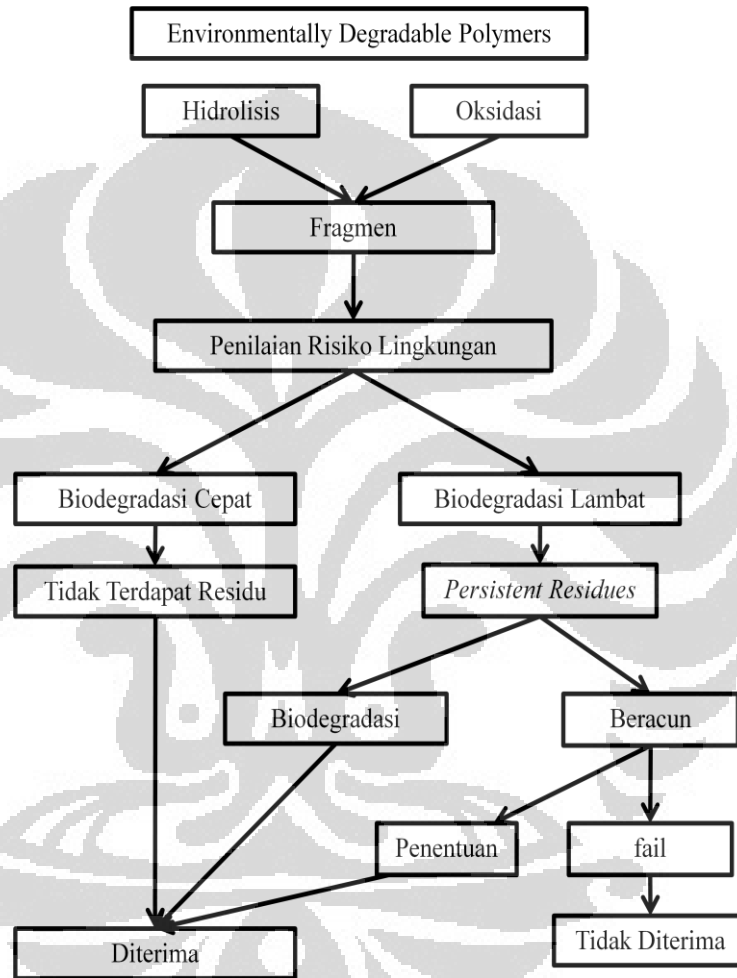 Environmentally Degradable Polymers
Hidrolisis
Oksidasi
Fragmen
Penilaian Risiko Lingkungan
Biodegradasi Cepat
Biodegradasi Lambat
Tidak Terdapat Residu
Persistent Residues
Biodegradasi
Beracun
Penentuan
fail
Diterima
Tidak Diterima